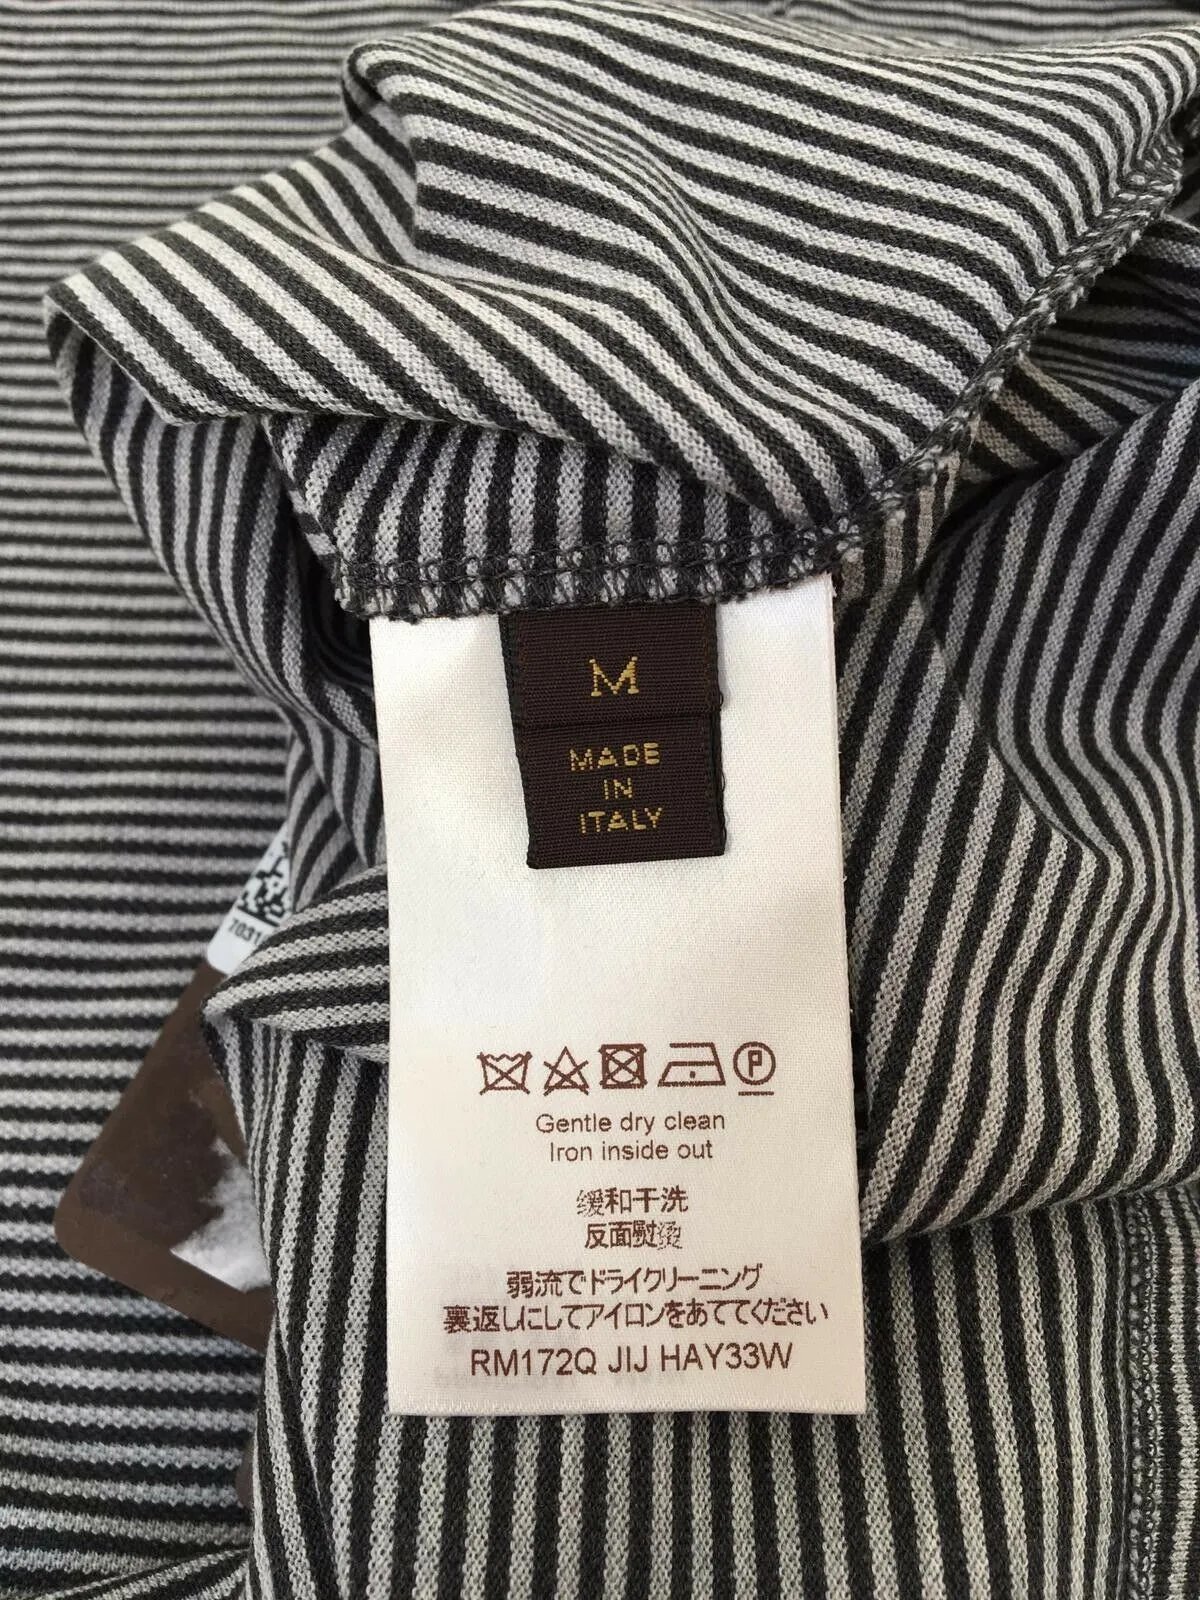 M
MADE
IN
ITALY
P
Gentle dry clean
Iron inside out
缓和干洗
反面熨烫
弱流でドライクリーニング
裏返しにしてアイロンをあててください
RM172Q JIJ HAY33W